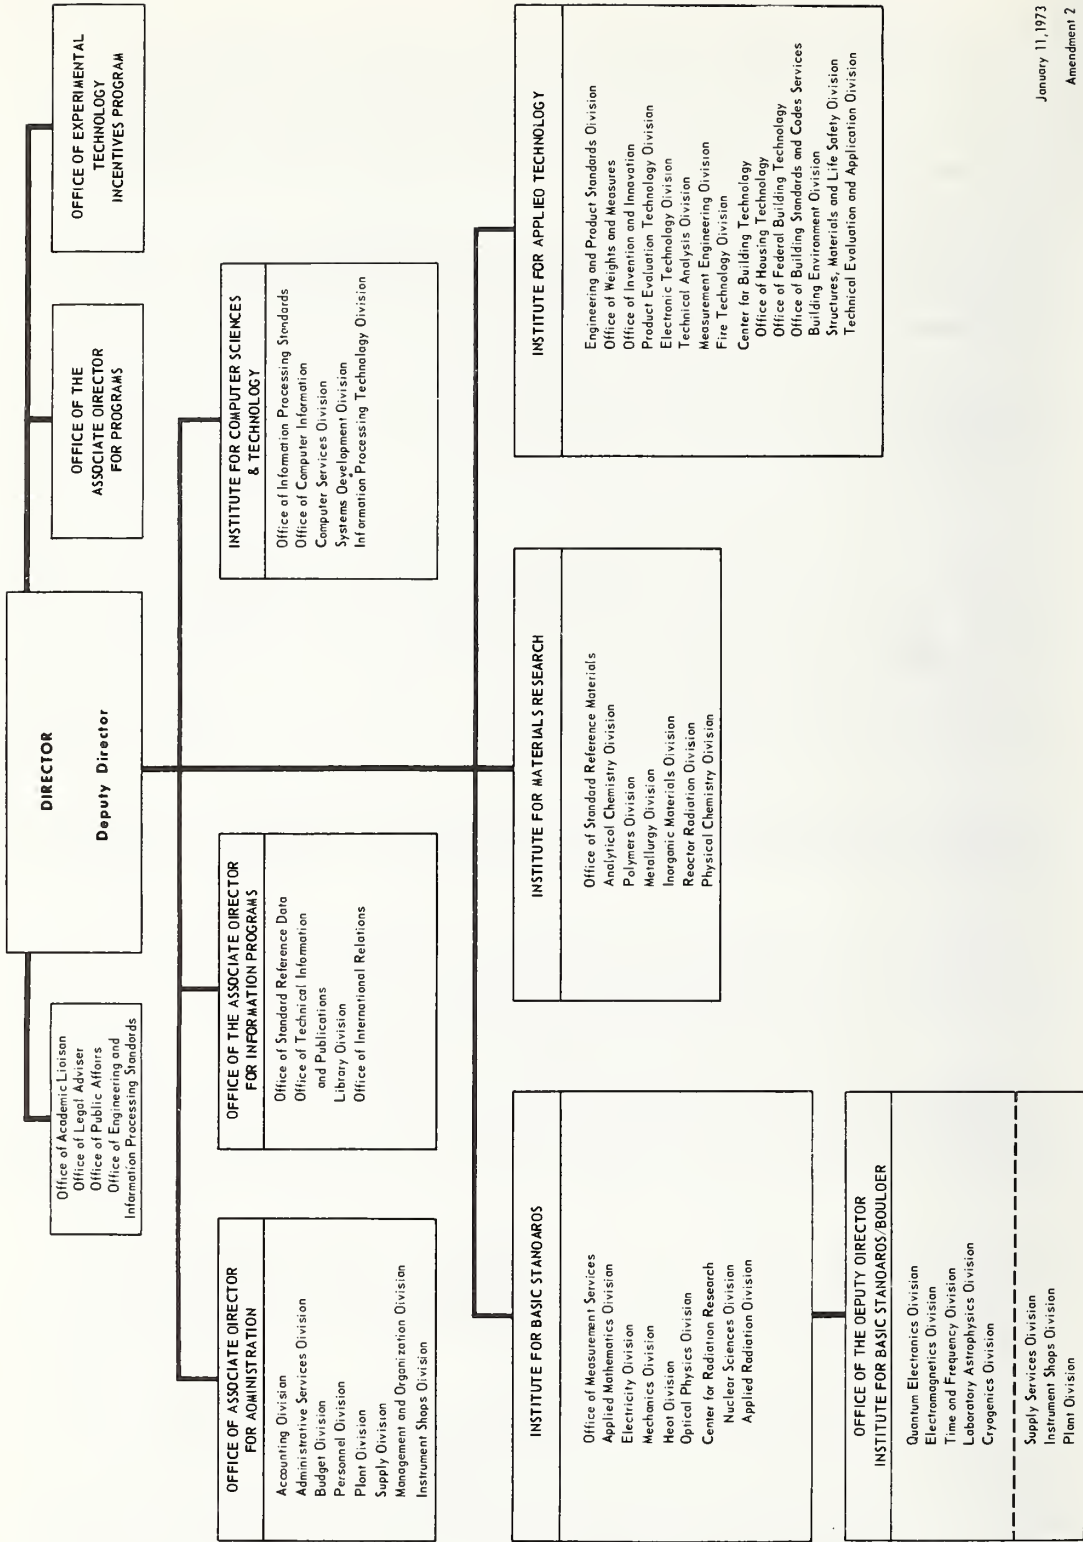 DIRECTOR
Deputy Director
Office of Academic Liaison
Office of Legal Adviser
Office of Public Affairs
Office of Engineering and
Information Processing Standards
OFFICE OF THE
ASSOCIATE DIRECTOR
FOR PROGRAMS
OFFICE OF EXPERIMENTAL
TECHNOLOGY
INCENTIVES PROGRAM
OFFICE OF ASSOCIATE DIRECTOR
FOR ADMINISTRATION
Accounting Division
Administrative Services Division
Budget Division
Personnel Division
Plant Division
Supply Division
Management and Organization Division
Instrument Shops Division
OFFICE OF THE ASSOCIATE DIRECTOR
FOR INFORMATION PROGRAMS
Office of Standard Reference Data
Office of Technical Information
and Publications
Library Division
Office of International Relations
INSTITUTE FOR COMPUTER SCIENCES
& TECHNOLOGY
Office of Information Processing Standards
Office of Computer Information
Computer Services Division
Systems Development Division
Information Processing Technology Division
INSTITUTE FOR BASIC STANDARDS
Office of Measurement Services
Applied Mathematics Division
Electricity Division
Mechanics Division
Heat Division
Optical Physics Division
Center for Radiation Research
Nuclear Sciences Division
Applied Radiation Division
INSTITUTE FOR MATERIALS RESEARCH
Office of Standard Reference Materials
Analytical Chemistry Division
Polymers Division
Metallurgy Division
Inorganic Materials Division
Reactor Radiation Division
Physical Chemistry Division
INSTITUTE FOR APPLIED TECHNOLOGY
Engineering and Product Standards Division
Office of Weights and Measures
Office of Invention and Innovation
Product Evaluation Technology Division
Electronic Technology Division
Technical Analysis Division
Measurement Engineering Division
Fire Technology Division
Center for Building Technology
Office of Housing Technology
Office of Federal Building Technology
Office of Building Standards and Codes Services
Building Environment Division
Structures, Materials and Life Safety Division
Technical Evaluation and Application Division
OFFICE OF THE DEPUTY DIRECTOR
INSTITUTE FOR BASIC STANDARDS/BOULDER
Quantum Electronics Division
Electromagnetics Division
Time and Frequency Division
Laboratory Astrophysics Division
Cryogenics Division
Supply Services Division
Instrument Shops Division
Plant Division
January 11, 1973
Amendment 2